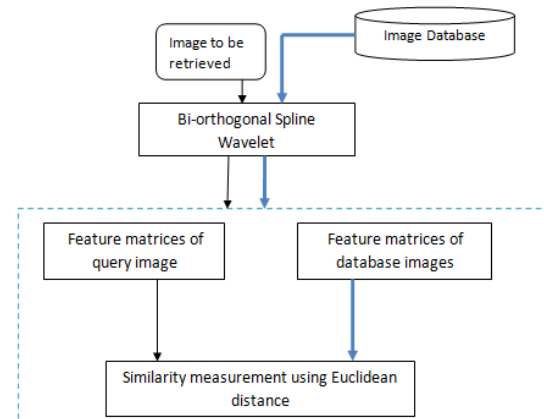 Image to be
retrieved
Image Database
Bi-orthogonal Spline
Wavelet
Feature matrices of
query image
Feature matrices of
database images
Similarity measurement using Euclidean
distance